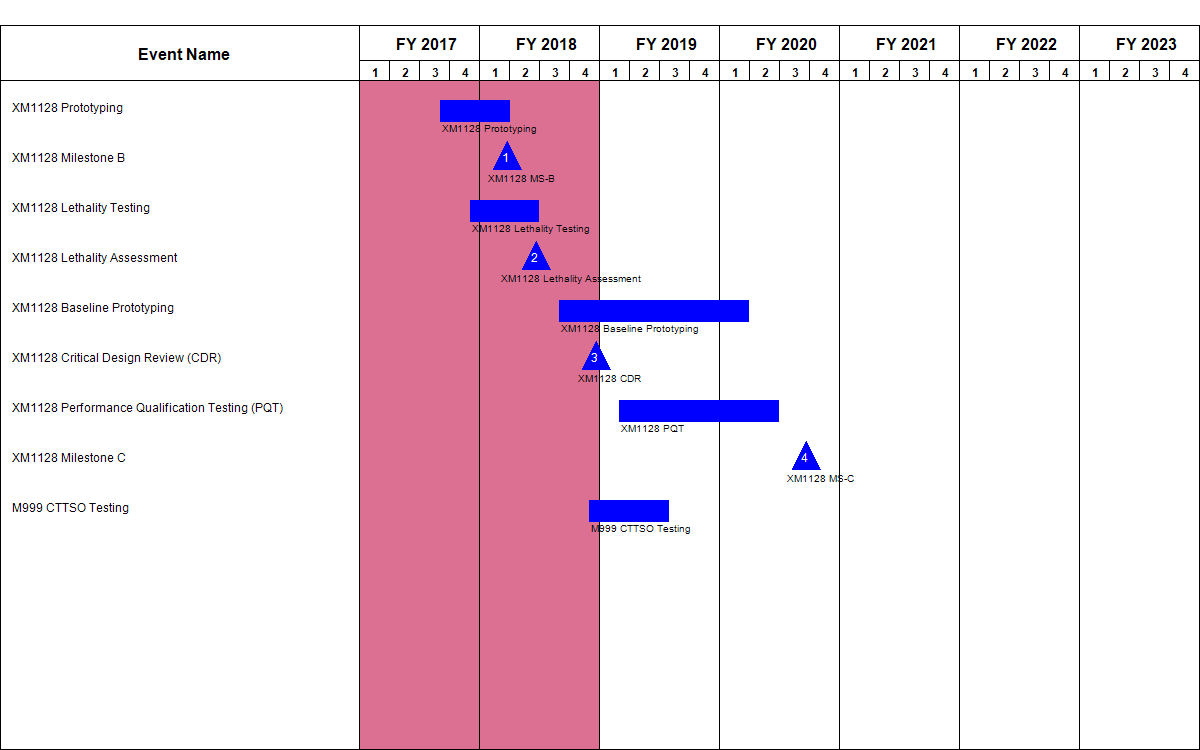 Event Name
FY 2017 FY 2018 FY 2019 FY 2020 FY 2021 FY 2022 FY 2023
1 2 3 4 1 2 3 4 1 2 3 4 1 2 3 4 1 2 3 4 1 2 3 4 1 2 3 4
XM1128 Prototyping
XM1128 Prototyping
XM1128 Milestone B
1
XM1128 MS-B
XM1128 Lethality Testing
XM1128 Lethality Testing
XM1128 Lethality Assessment
2
XM1128 Lethality Assessment
XM1128 Baseline Prototyping
XM1128 Baseline Prototyping
XM1128 Critical Design Review (CDR)
3
XM1128 CDR
XM1128 Performance Qualification Testing (PQT)
XM1128 PQT
XM1128 Milestone C
4
XM1128 MS-C
M999 CTTSO Testing
M999 CTTSO Testing